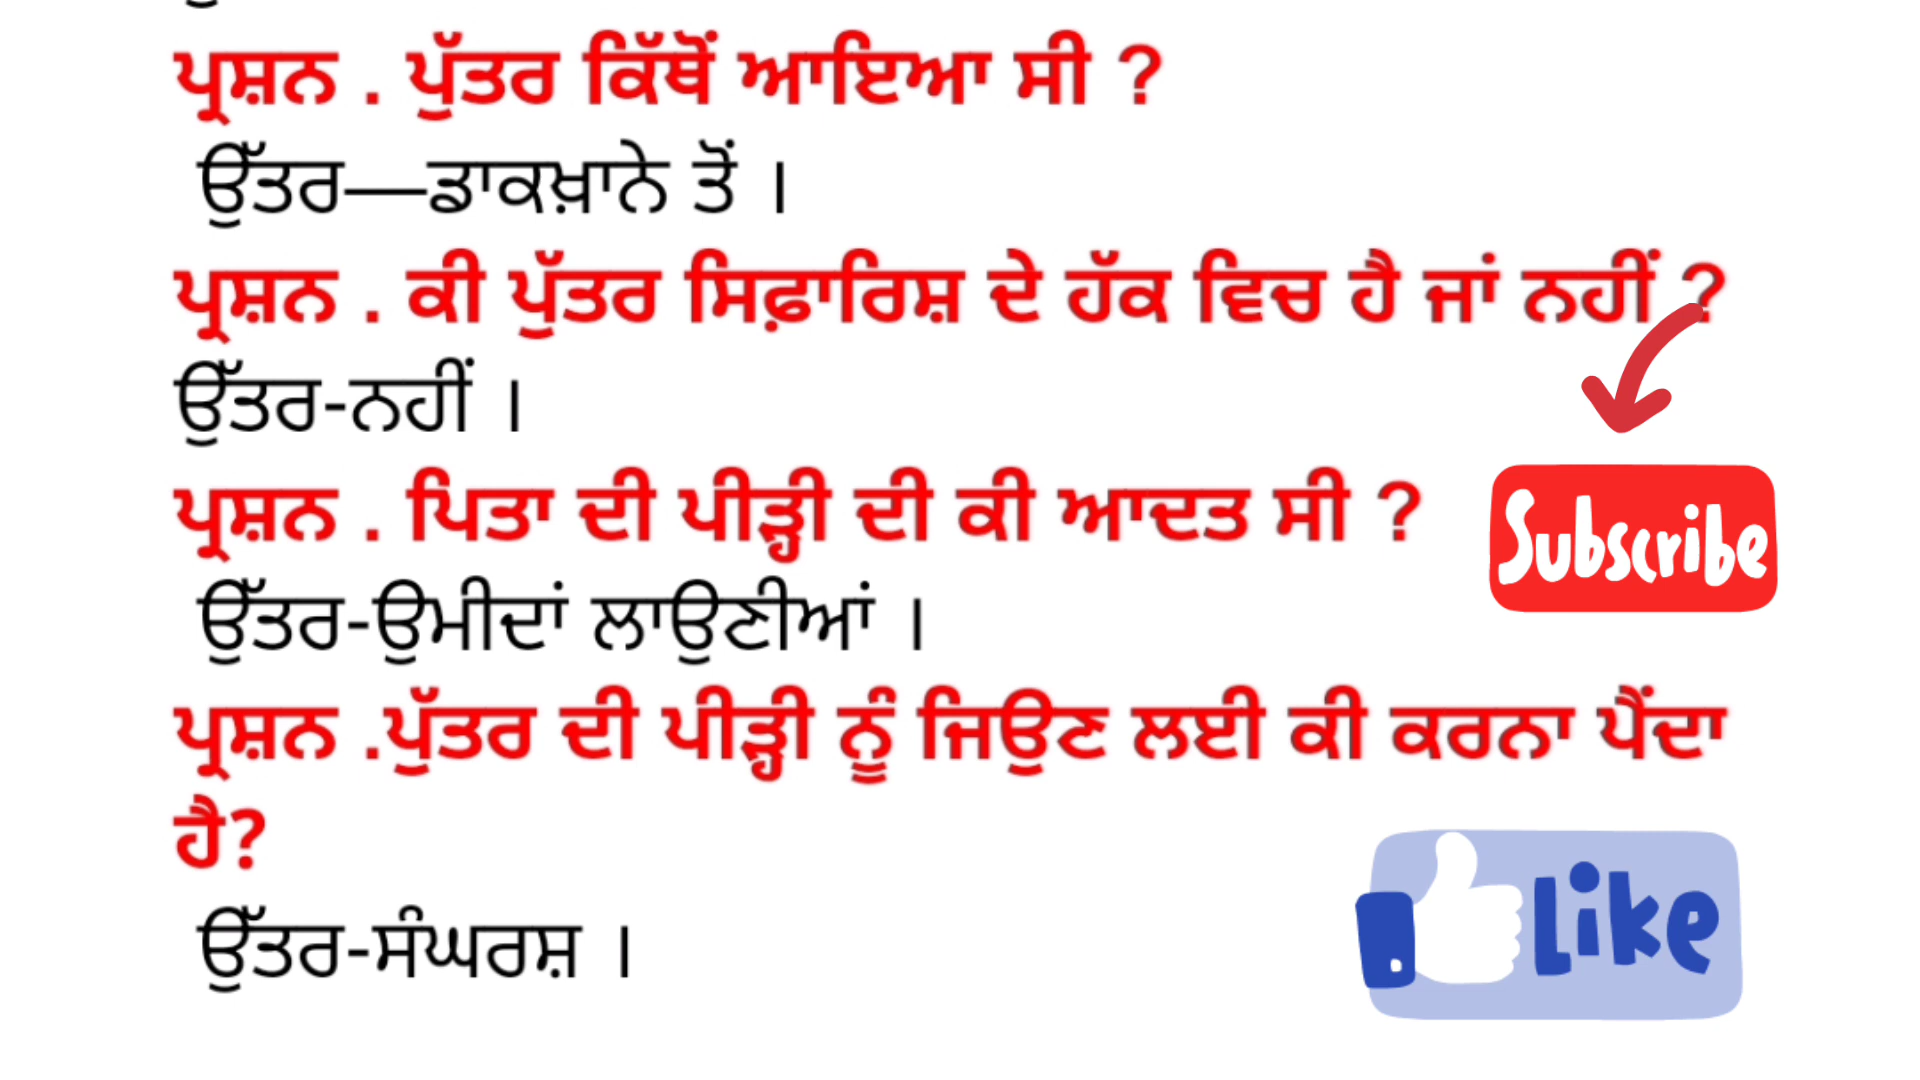 ਪ੍ਰਸ਼ਨ . ਪੁੱਤਰ ਕਿੱਥੋਂ ਆਇਆ ਸੀ ?
ਉੱਤਰ—ਡਾਕਖ਼ਾਨੇ ਤੋਂ ।
ਪ੍ਰਸ਼ਨ . ਕੀ ਪੁੱਤਰ ਸਿਫ਼ਾਰਿਸ਼ ਦੇ ਹੱਕ ਵਿਚ ਹੈ ਜਾਂ ਨਹੀਂ ?
ਉੱਤਰ-ਨਹੀਂ ।
ਪ੍ਰਸ਼ਨ . ਪਿਤਾ ਦੀ ਪੀੜ੍ਹੀ ਦੀ ਕੀ ਆਦਤ ਸੀ ?
Subscribe
ਉੱਤਰ-ਉਮੀਦਾਂ ਲਾਉਣੀਆਂ ।
ਪ੍ਰਸ਼ਨ .ਪੁੱਤਰ ਦੀ ਪੀੜ੍ਹੀ ਨੂੰ ਜਿਉਣ ਲਈ ਕੀ ਕਰਨਾ ਪੈਂਦਾ
ਹੈ?
Like
ਉੱਤਰ-ਸੰਘਰਸ਼ ।